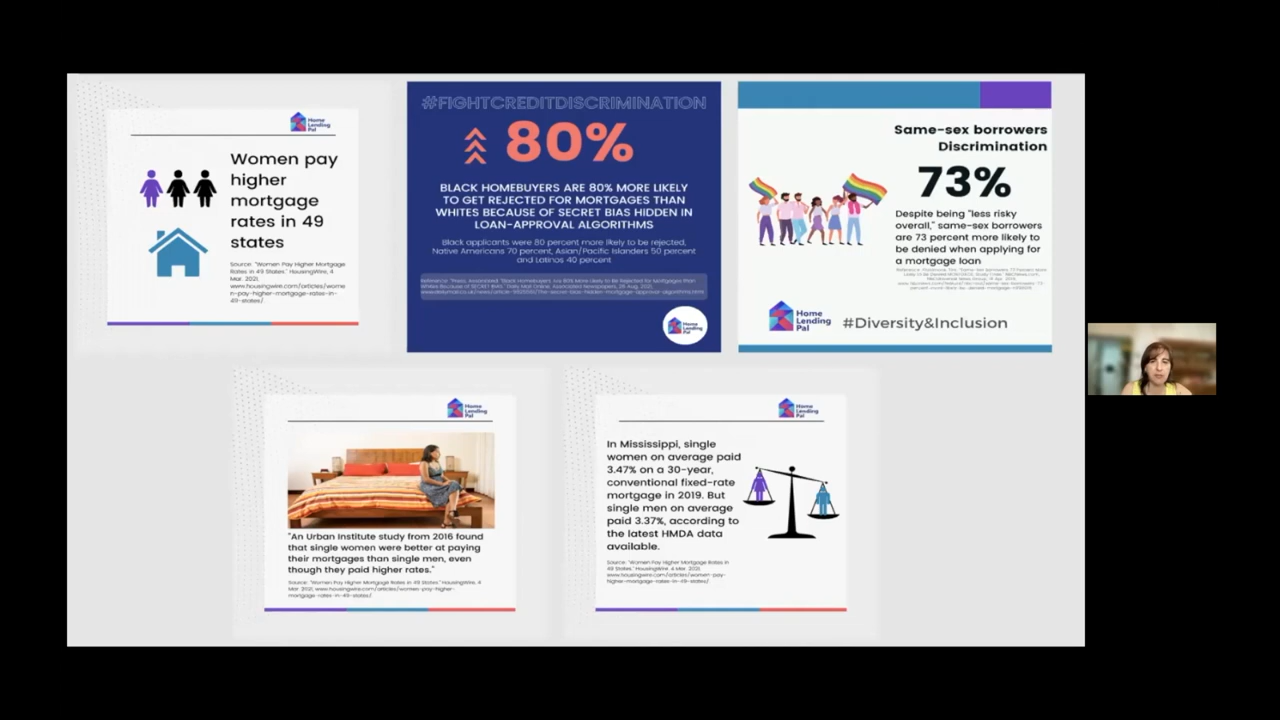 Home
Lending
Pal
Women pay
higher
mortgage
rates in 49
states
Source: "Women Pay Higher Mortgage
Rates in 49 States." HousingWire, 4
Mar. 2021,
www.housingwire.com/articles/wome
n-pay-higher-mortgage-rates-in-
49-states/
#FIGHTCREDITDISCRIMINATION
80%
BLACK HOMEBUYERS ARE 80% MORE LIKELY
TO GET REJECTED FOR MORTGAGES THAN
WHITES BECAUSE OF SECRET BIAS HIDDEN IN
LOAN-APPROVAL ALGORITHMS
Black applicants were 80 percent more likely to be rejected,
Native Americans 70 percent, Asian/Pacific Islanders 50 percent
and Latinos 40 percent
Home
Lending
Pal
Same-sex borrowers
Discrimination
73%
Despite being "less risky
overall," same-sex borrowers
are 73 percent more likely to
be denied when applying for
a mortgage loan
Home
Lending
Pal
#Diversity&Inclusion
Home
Lending
Pal
"An Urban Institute study from 2016 found
that single women were better at paying
their mortgages than single men, even
though they paid higher rates."
Source: "Women Pay Higher Mortgage Rates in 49 States." HousingWire, 4
Mar. 2021, www.housingwire.com/articles/women-pay-higher-
mortgage-rates-in-49-states/
Home
Lending
Pal
In Mississippi, single
women on average paid
3.47% on a 30-year,
conventional fixed-rate
mortgage in 2019. But
single men on average
paid 3.37%, according to
the latest HMDA data
available.
Source: "Women Pay Higher Mortgage Rates in
49 States." HousingWire, 4 Mar. 2021,
www.housingwire.com/articles/women-pay-
higher-mortgage-rates-in-49-states/